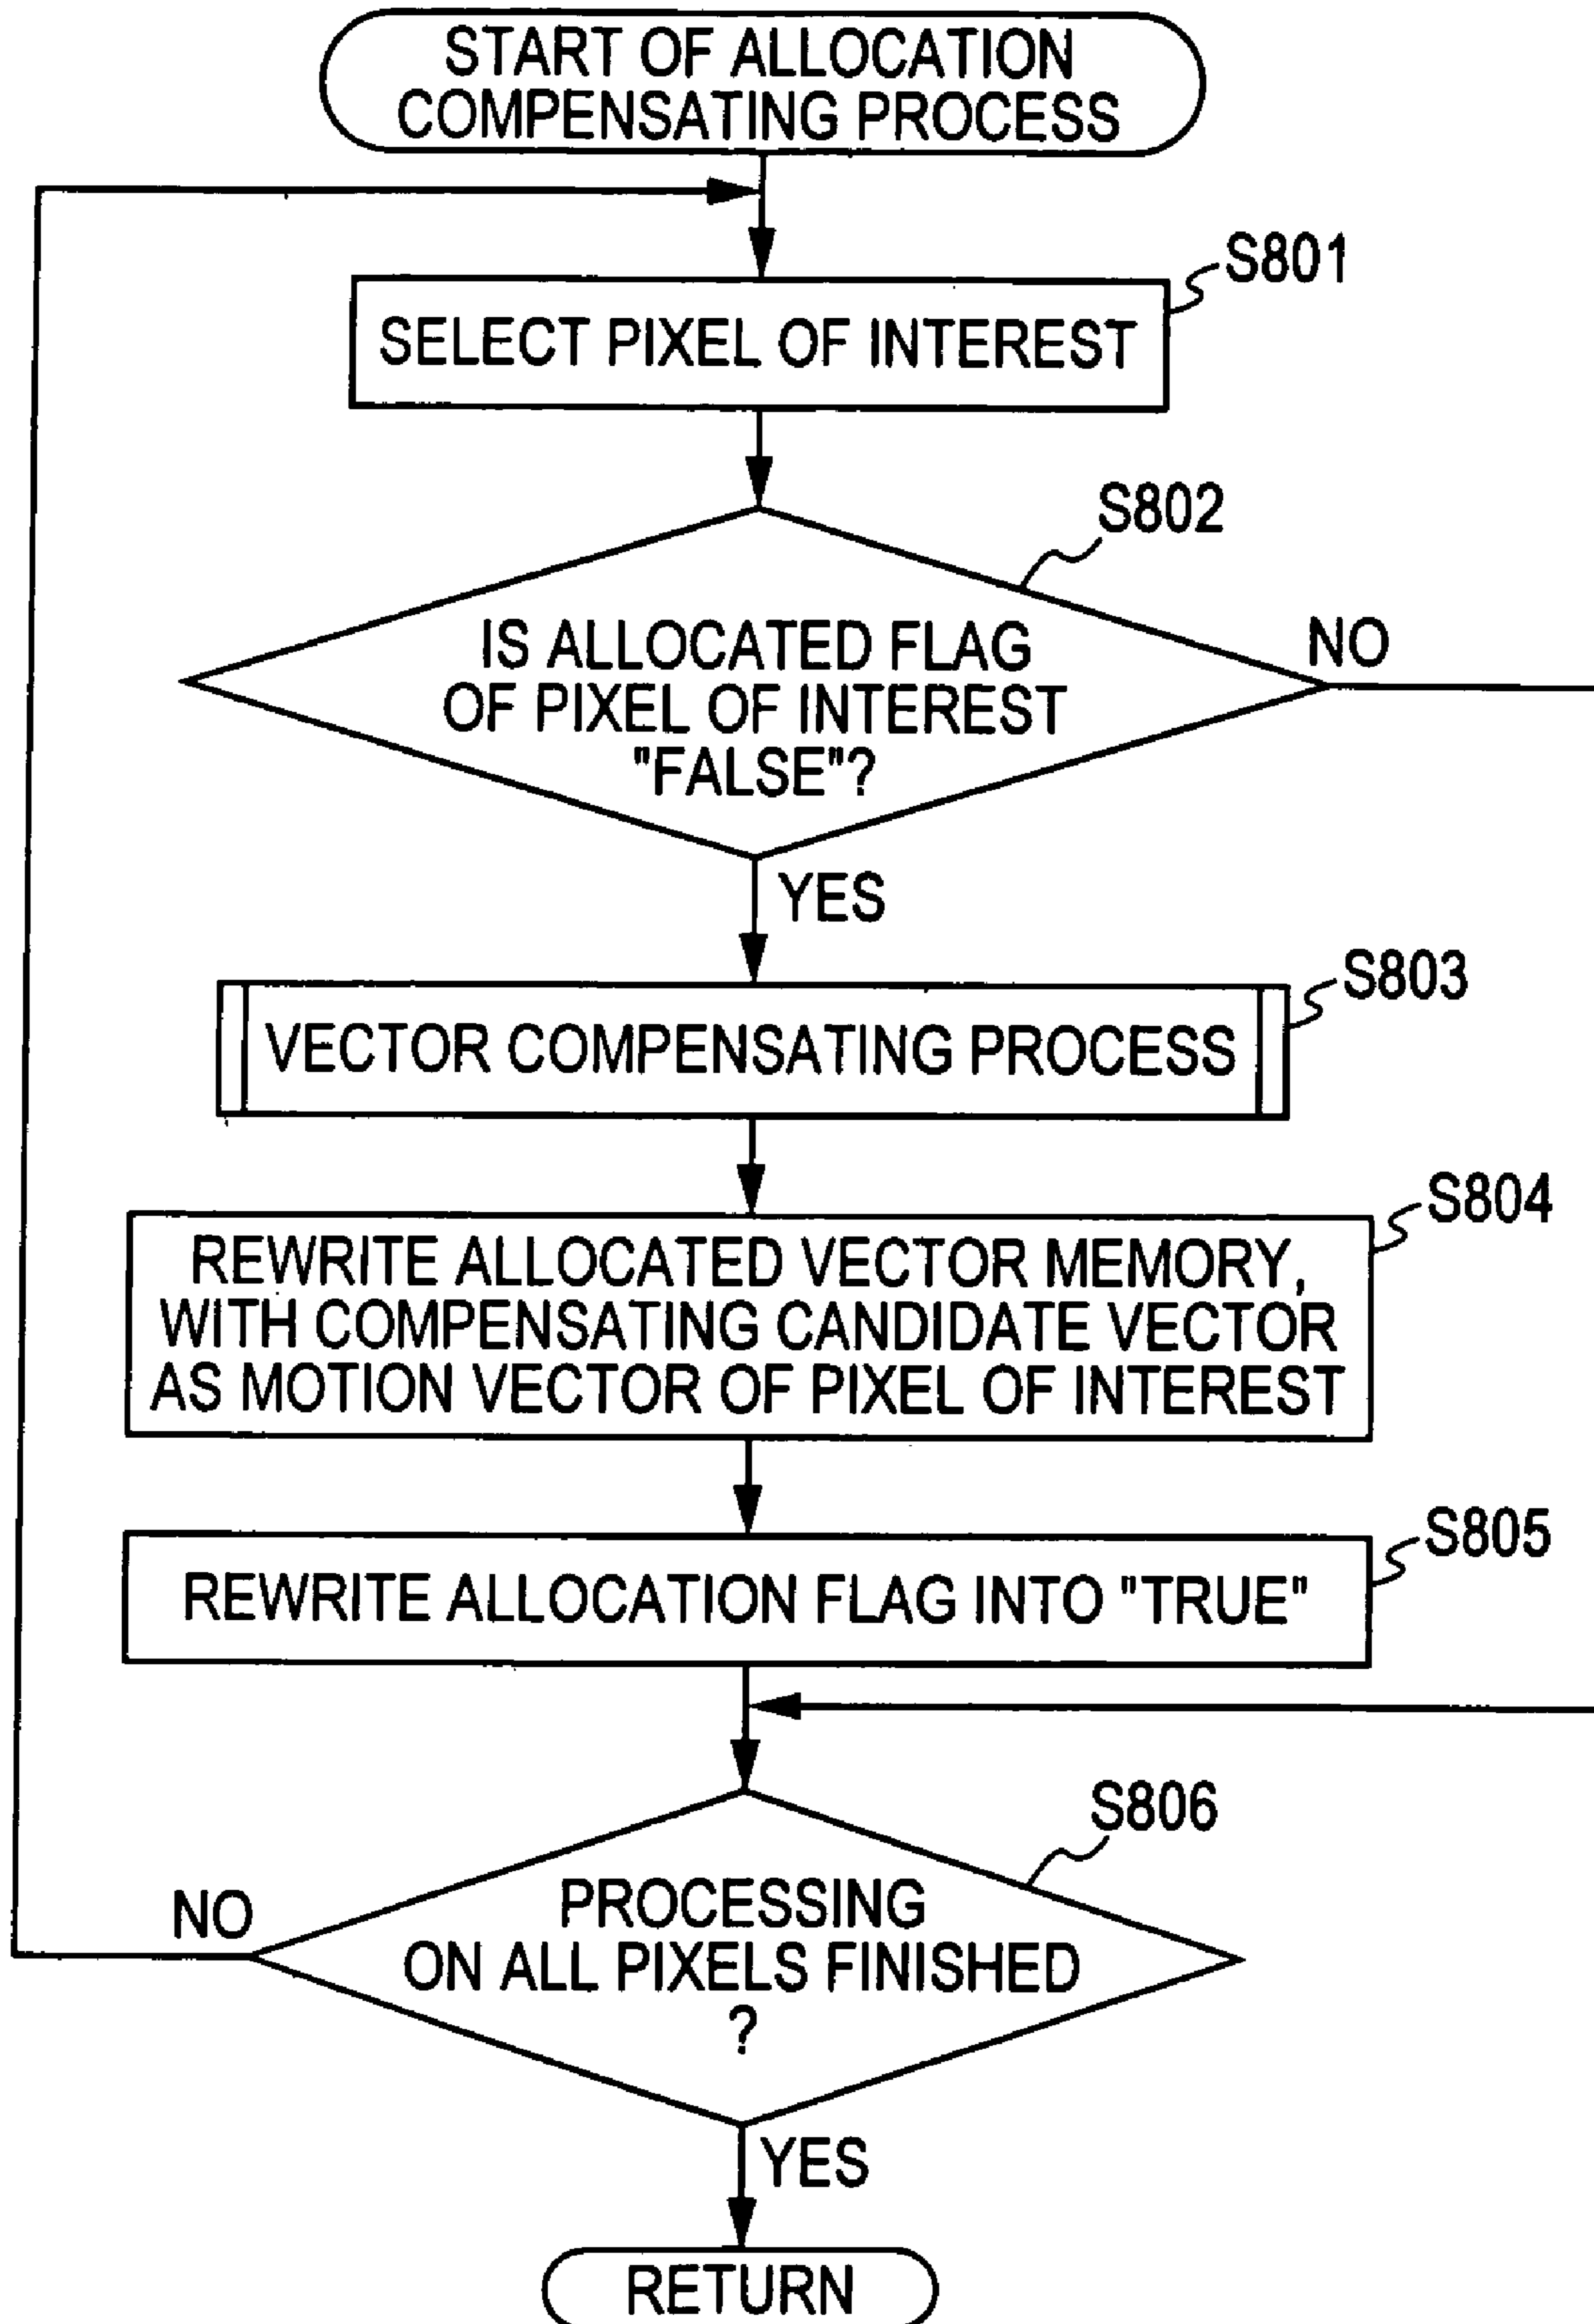 START OF ALLOCATION
COMPENSATING PROCESS
S801
SELECT PIXEL OF INTEREST
S802
IS ALLOCATED FLAG
OF PIXEL OF INTEREST
"FALSE"?
NO
YES
S803
VECTOR COMPENSATING PROCESS
S804
REWRITE ALLOCATED VECTOR MEMORY,
WITH COMPENSATING CANDIDATE VECTOR
AS MOTION VECTOR OF PIXEL OF INTEREST
S805
REWRITE ALLOCATION FLAG INTO "TRUE"
S806
PROCESSING
ON ALL PIXELS FINISHED
?
NO
YES
RETURN